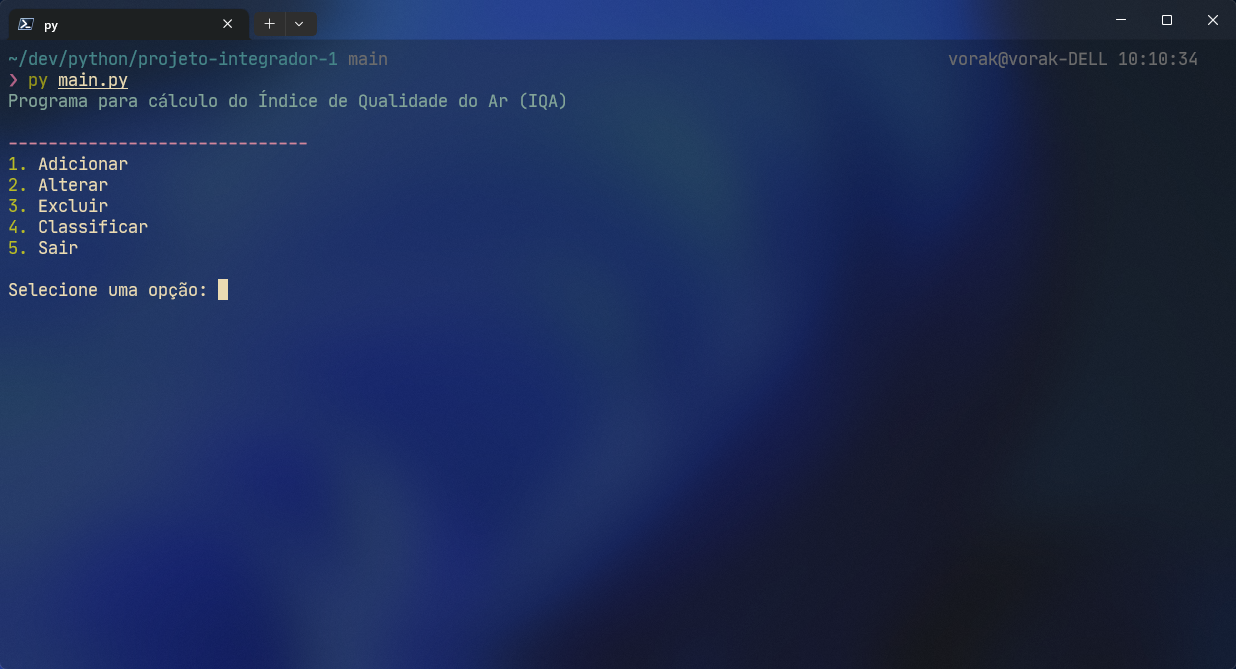 py
~/dev/python/projeto-integrador-1 main vorak@vorak-DELL 10:10:34
❯ py main.py
Programa para cálculo do Índice de Qualidade do Ar (IQA)
------------------------------
1. Adicionar
2. Alterar
3. Excluir
4. Classificar
5. Sair
Selecione uma opção: